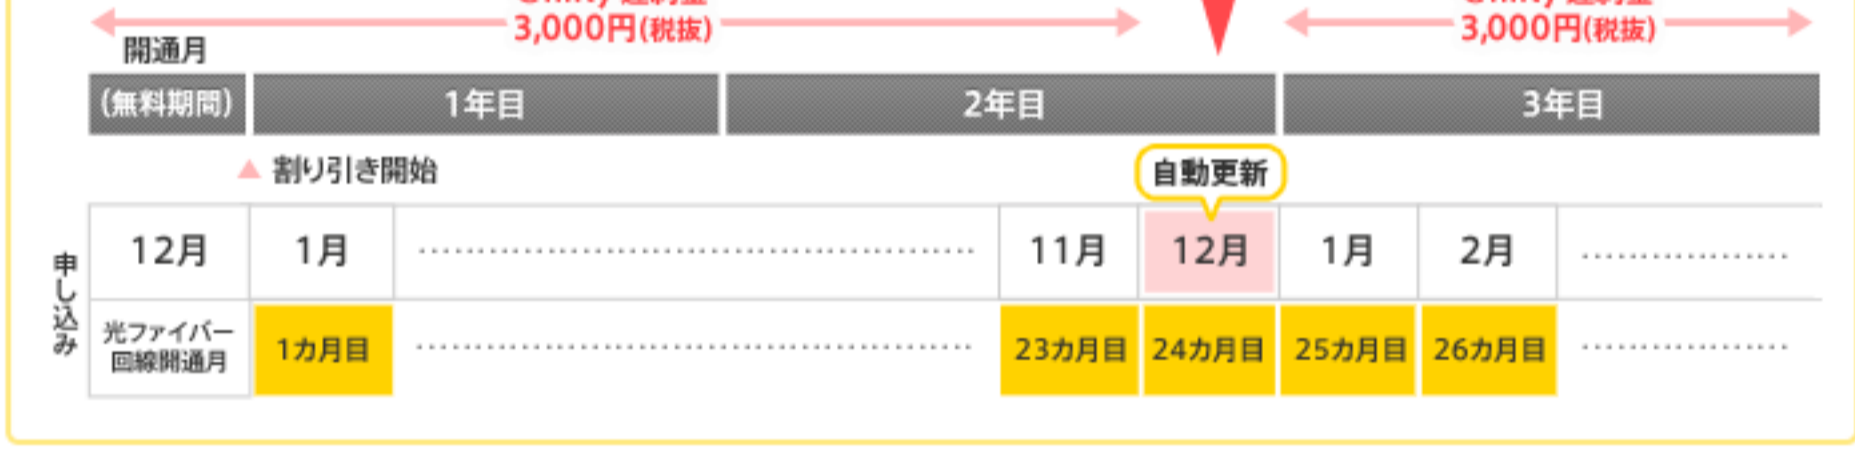 3,000円(税抜)
3,000円(税抜)
開通月
(無料期間)
1年目
2年目
3年目
割り引き開始
自動更新
申し込み
12月
1月
11月
12月
1月
2月
光ファイバー
回線開通月
1カ月目
23カ月目
24カ月目
25カ月目
26カ月目